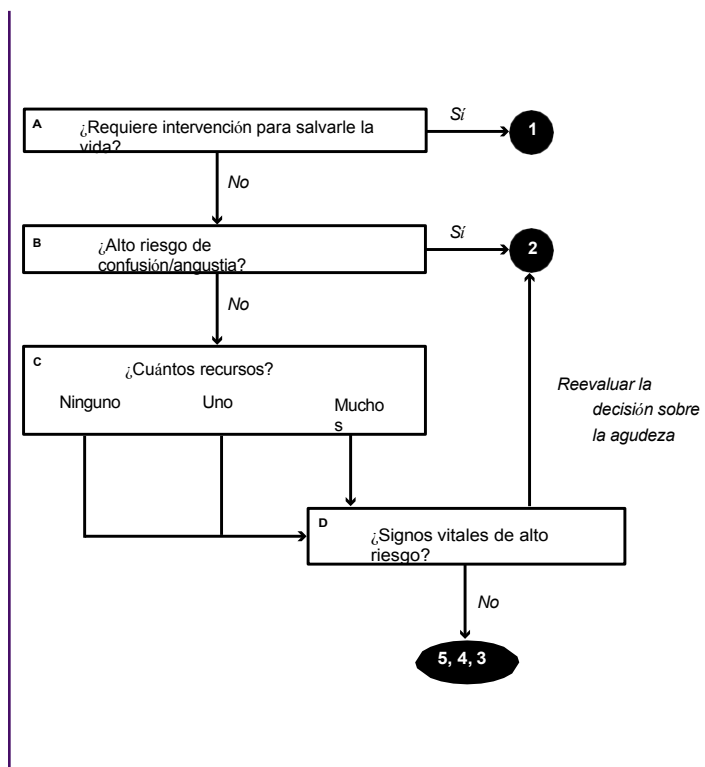 A
¿Requiere intervención para salvarle la
vida?
Sí
1
No
B
¿Alto riesgo de
confusión/angustia?
Sí
2
No
C
¿Cuántos recursos?
Ninguno Uno Mucho
s
Reevaluar la
decisión sobre
la agudeza
D
¿Signos vitales de alto
riesgo?
No
5, 4, 3